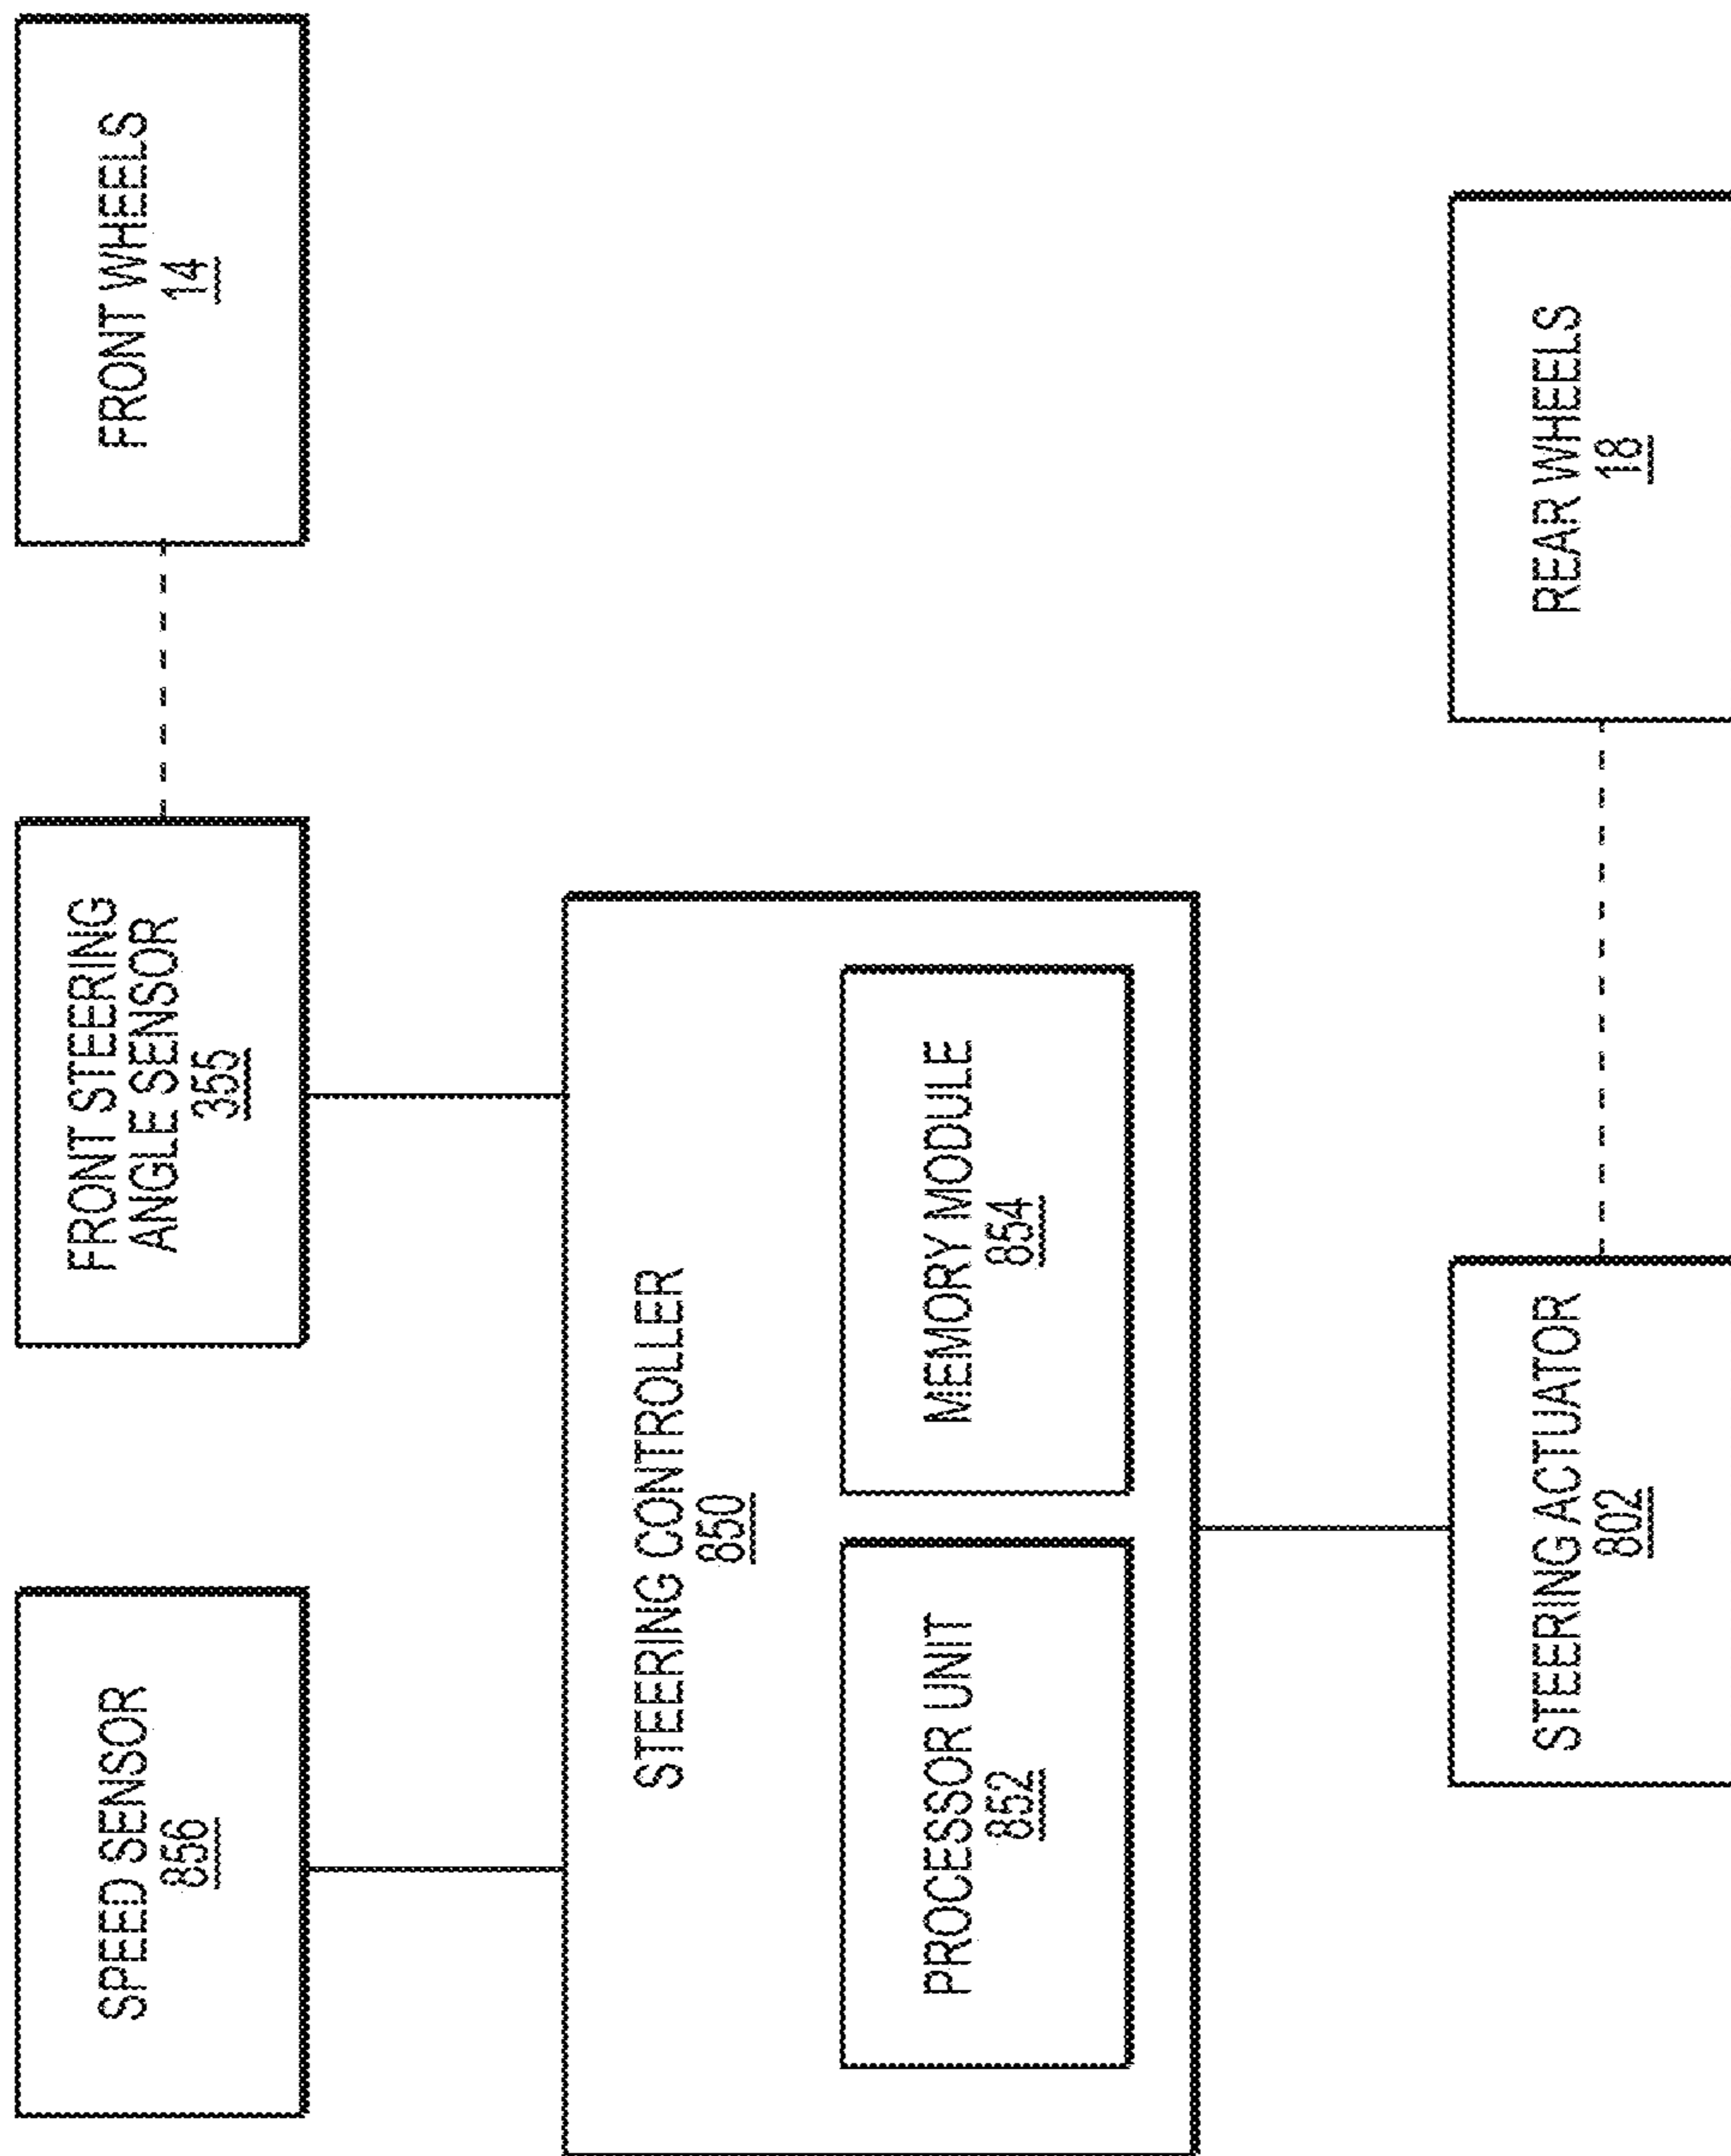 SPEED SENSOR
856
FRONT STEERING
ANGLE SENSOR
355
FRONT WHEELS
14
STEERING CONTROLLER
850
PROCESSOR UNIT
852
MEMORY MODULE
854
STEERING ACTUATOR
802
REAR WHEELS
18